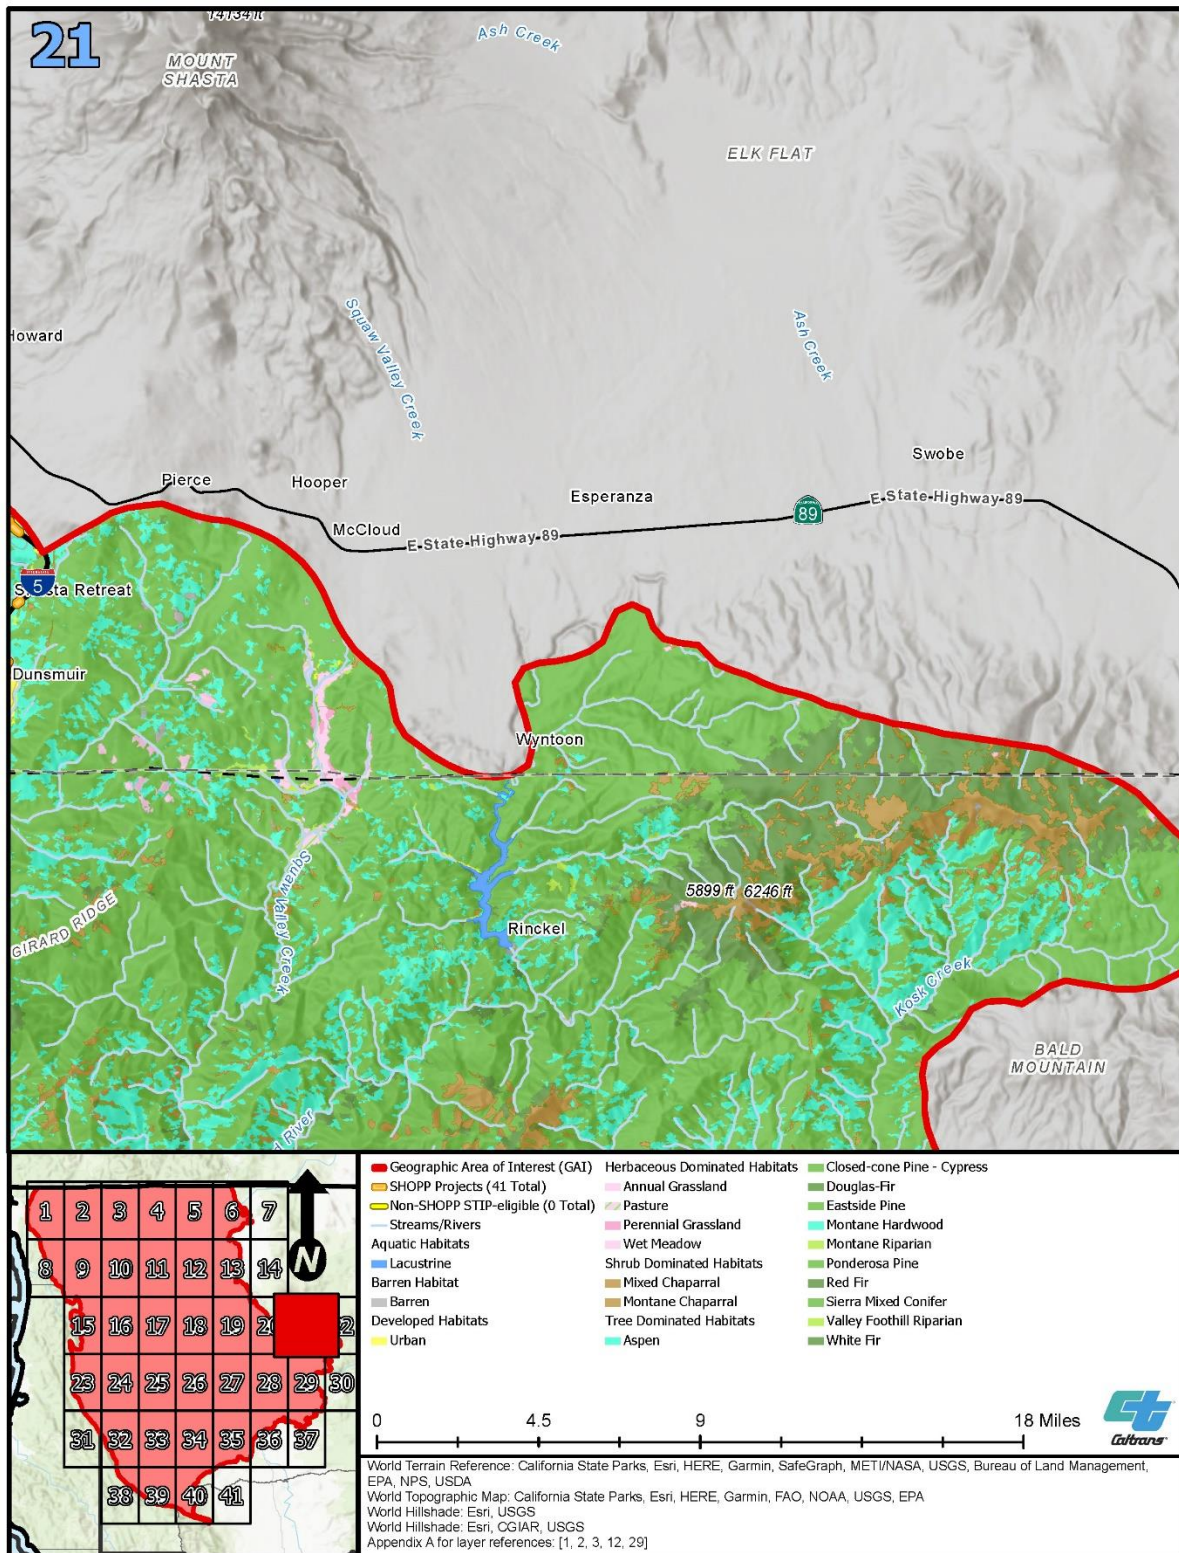 14134 ft
21
Ash Creek
MOUNT
SHASTA
ELK FLAT
Squaw Valley Creek
Ash Creek
Howard
Swobe
Pierce
Hooper
Esperanza
E State Highway 89
89
McCloud
E State Highway 89
5
Shasta Retreat
Dunsmuir
Wyntoon
Squaw Valley Creek
5899 ft 6246 ft
GIRARD RIDGE
Rinckel
Kosk Creek
BALD
MOUNTAIN
River
1 2 3 4 5 6 7
8 9 10 11 12 13 14
15 16 17 18 19
23 24 25 26 27 28 29 30
31 32 33 34 35 36 37
38 39 40 41
N
Geographic Area of Interest (GAI)
SHOPP Projects (41 Total)
Non-SHOPP STIP-eligible (0 Total)
Streams/Rivers
Aquatic Habitats
Lacustrine
Barren Habitat
Barren
Developed Habitats
Urban
Herbaceous Dominated Habitats
Annual Grassland
Pasture
Perennial Grassland
Wet Meadow
Shrub Dominated Habitats
Mixed Chaparral
Montane Chaparral
Tree Dominated Habitats
Aspen
Closed-cone Pine - Cypress
Douglas-Fir
Eastside Pine
Montane Hardwood
Montane Riparian
Ponderosa Pine
Red Fir
Sierra Mixed Conifer
Valley Foothill Riparian
White Fir
0 4.5 9 18 Miles
Caltrans
World Terrain Reference: California State Parks, Esri, HERE, Garmin, SafeGraph, METI/NASA, USGS, Bureau of Land Management,
EPA, NPS, USDA
World Topographic Map: California State Parks, Esri, HERE, Garmin, FAO, NOAA, USGS, EPA
World Hillshade: Esri, USGS
World Hillshade: Esri, CGIAR, USGS
Appendix A for layer references: [1, 2, 3, 12, 29]